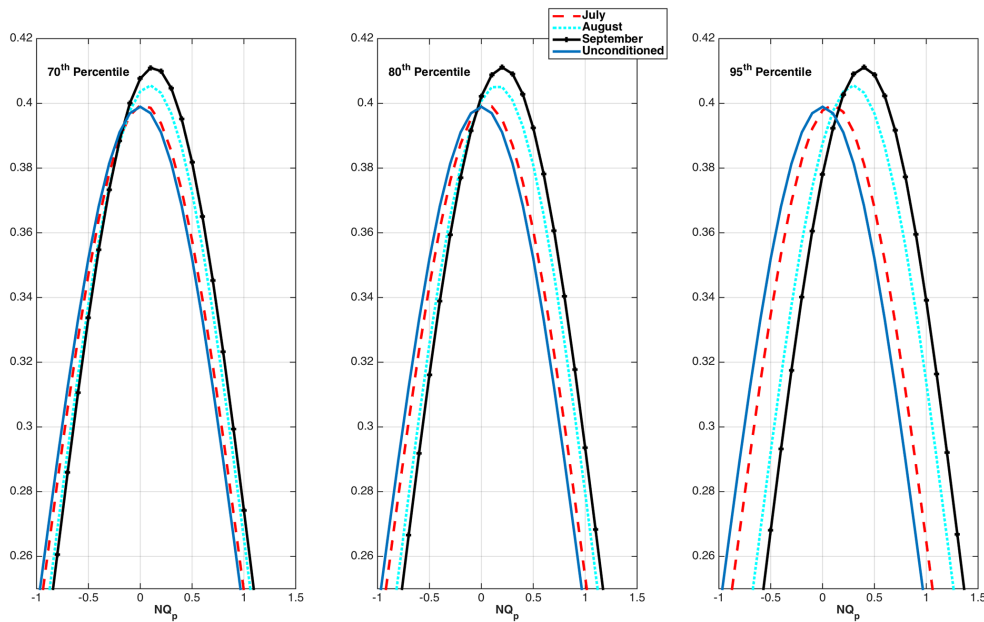 July
August
September
Unconditioned
0.42
0.4
0.38
0.36
0.34
0.32
0.3
0.28
0.26
70th Percentile
-1 -0.5 0 0.5 1 1.5
NQp
0.42
0.4
0.38
0.36
0.34
0.32
0.3
0.28
0.26
80th Percentile
-1 -0.5 0 0.5 1 1.5
NQp
0.42
0.4
0.38
0.36
0.34
0.32
0.3
0.28
0.26
95th Percentile
-1 -0.5 0 0.5 1 1.5
NQp